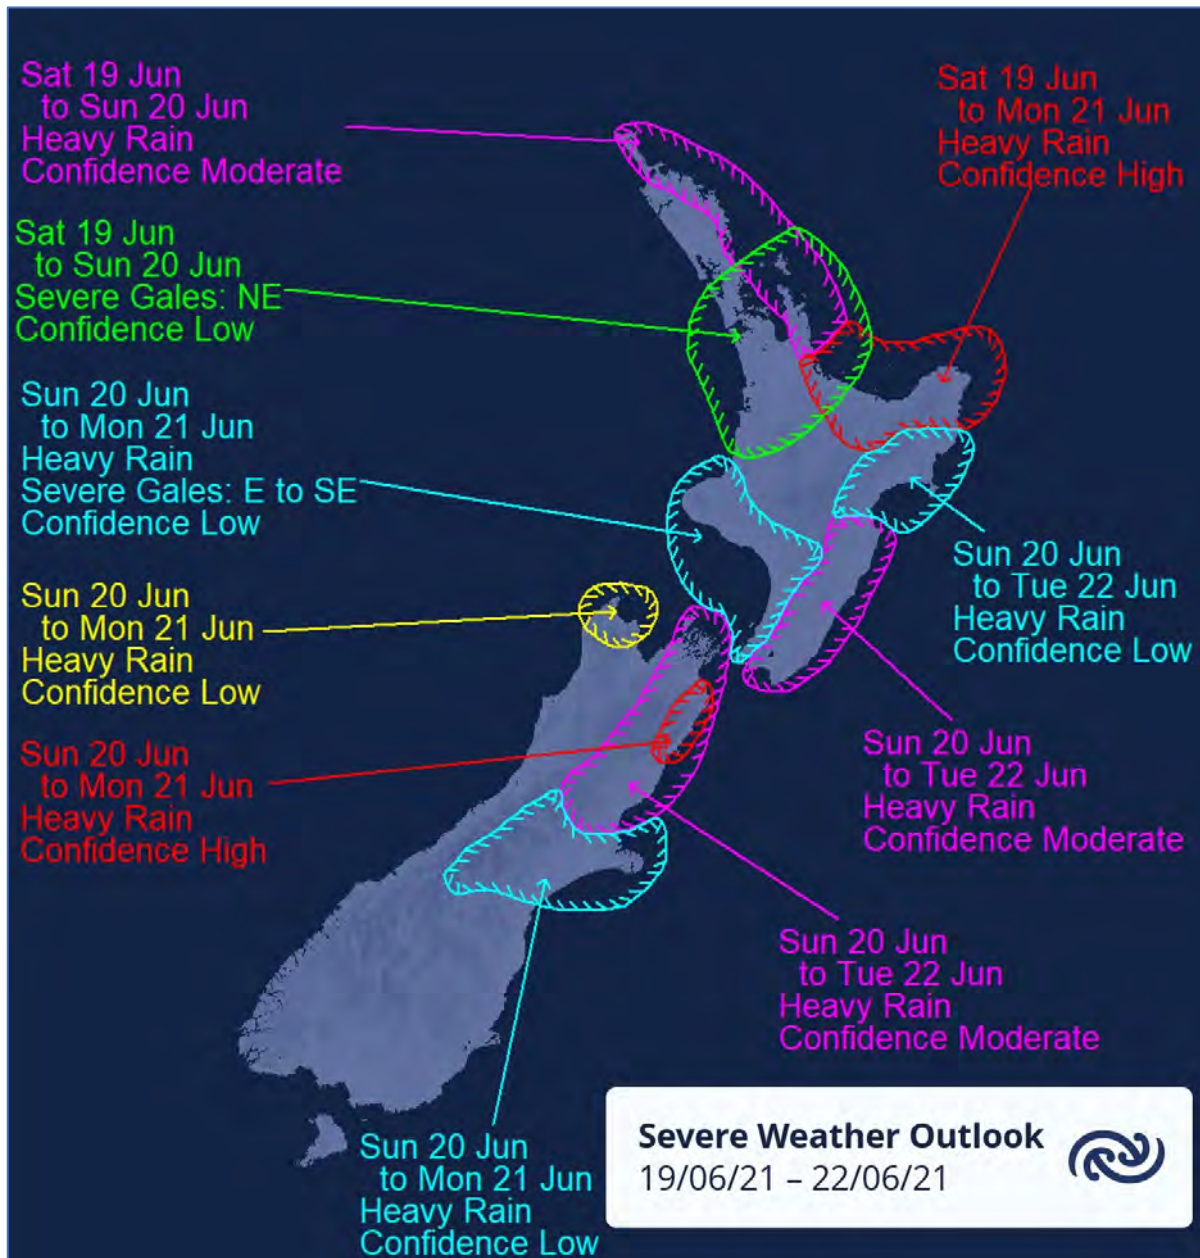 Sat 19 Jun
to Sun 20 Jun
Heavy Rain
Confidence Moderate
Sat 19 Jun
to Mon 21 Jun
Heavy Rain
Confidence High
Sat 19 Jun
to Sun 20 Jun
Severe Gales: NE
Confidence Low
Sun 20 Jun
to Mon 21 Jun
Heavy Rain
Severe Gales: E to SE
Confidence Low
Sun 20 Jun
to Tue 22 Jun
Heavy Rain
Confidence Low
Sun 20 Jun
to Mon 21 Jun
Heavy Rain
Confidence Low
Sun 20 Jun
to Mon 21 Jun
Heavy Rain
Confidence High
Sun 20 Jun
to Tue 22 Jun
Heavy Rain
Confidence Moderate
Sun 20 Jun
to Tue 22 Jun
Heavy Rain
Confidence Moderate
Sun 20 Jun
to Mon 21 Jun
Heavy Rain
Confidence Low
Severe Weather Outlook
19/06/21 – 22/06/21